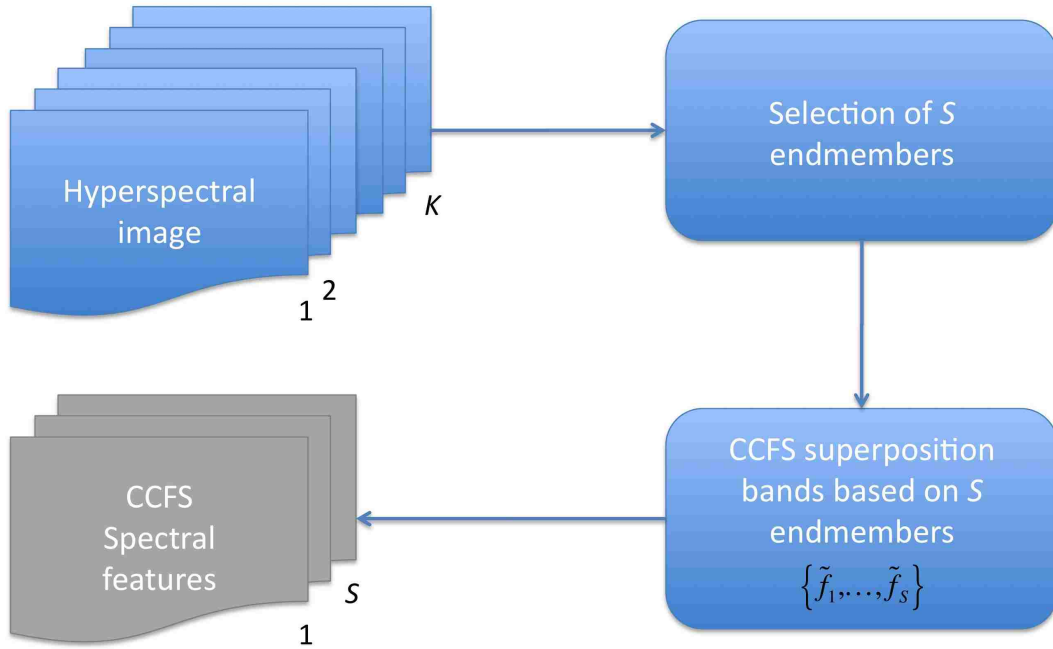 Hyperspectral
image
1
2
K
Selection of S
endmembers
CCFS superposition
bands based on S
endmembers
{f̃₁,…,f̃ₛ}
CCFS
Spectral
features
1
S